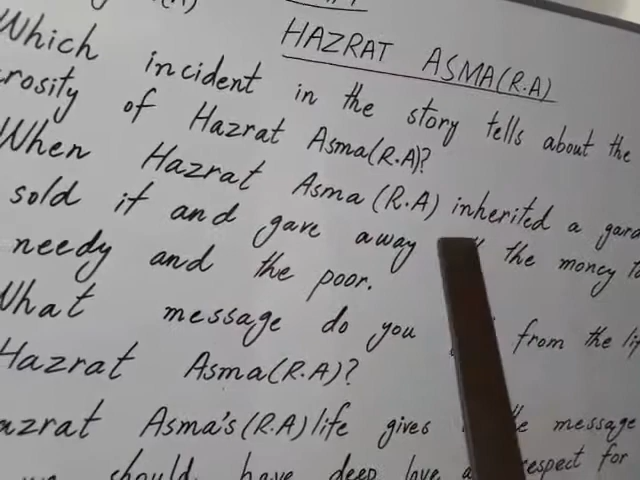 HAZRAT ASMA(R.A)
Which incident in the story tells about the
rosity of Hazrat Asma(R.A)?
When Hazrat Asma (R.A) inherited a gard
sold it and gave away the money to
needy and the poor.
What message do you from the li
Hazrat Asma(R.A)?
azrat Asma's(R.A) life gives message
should have deep love respect for